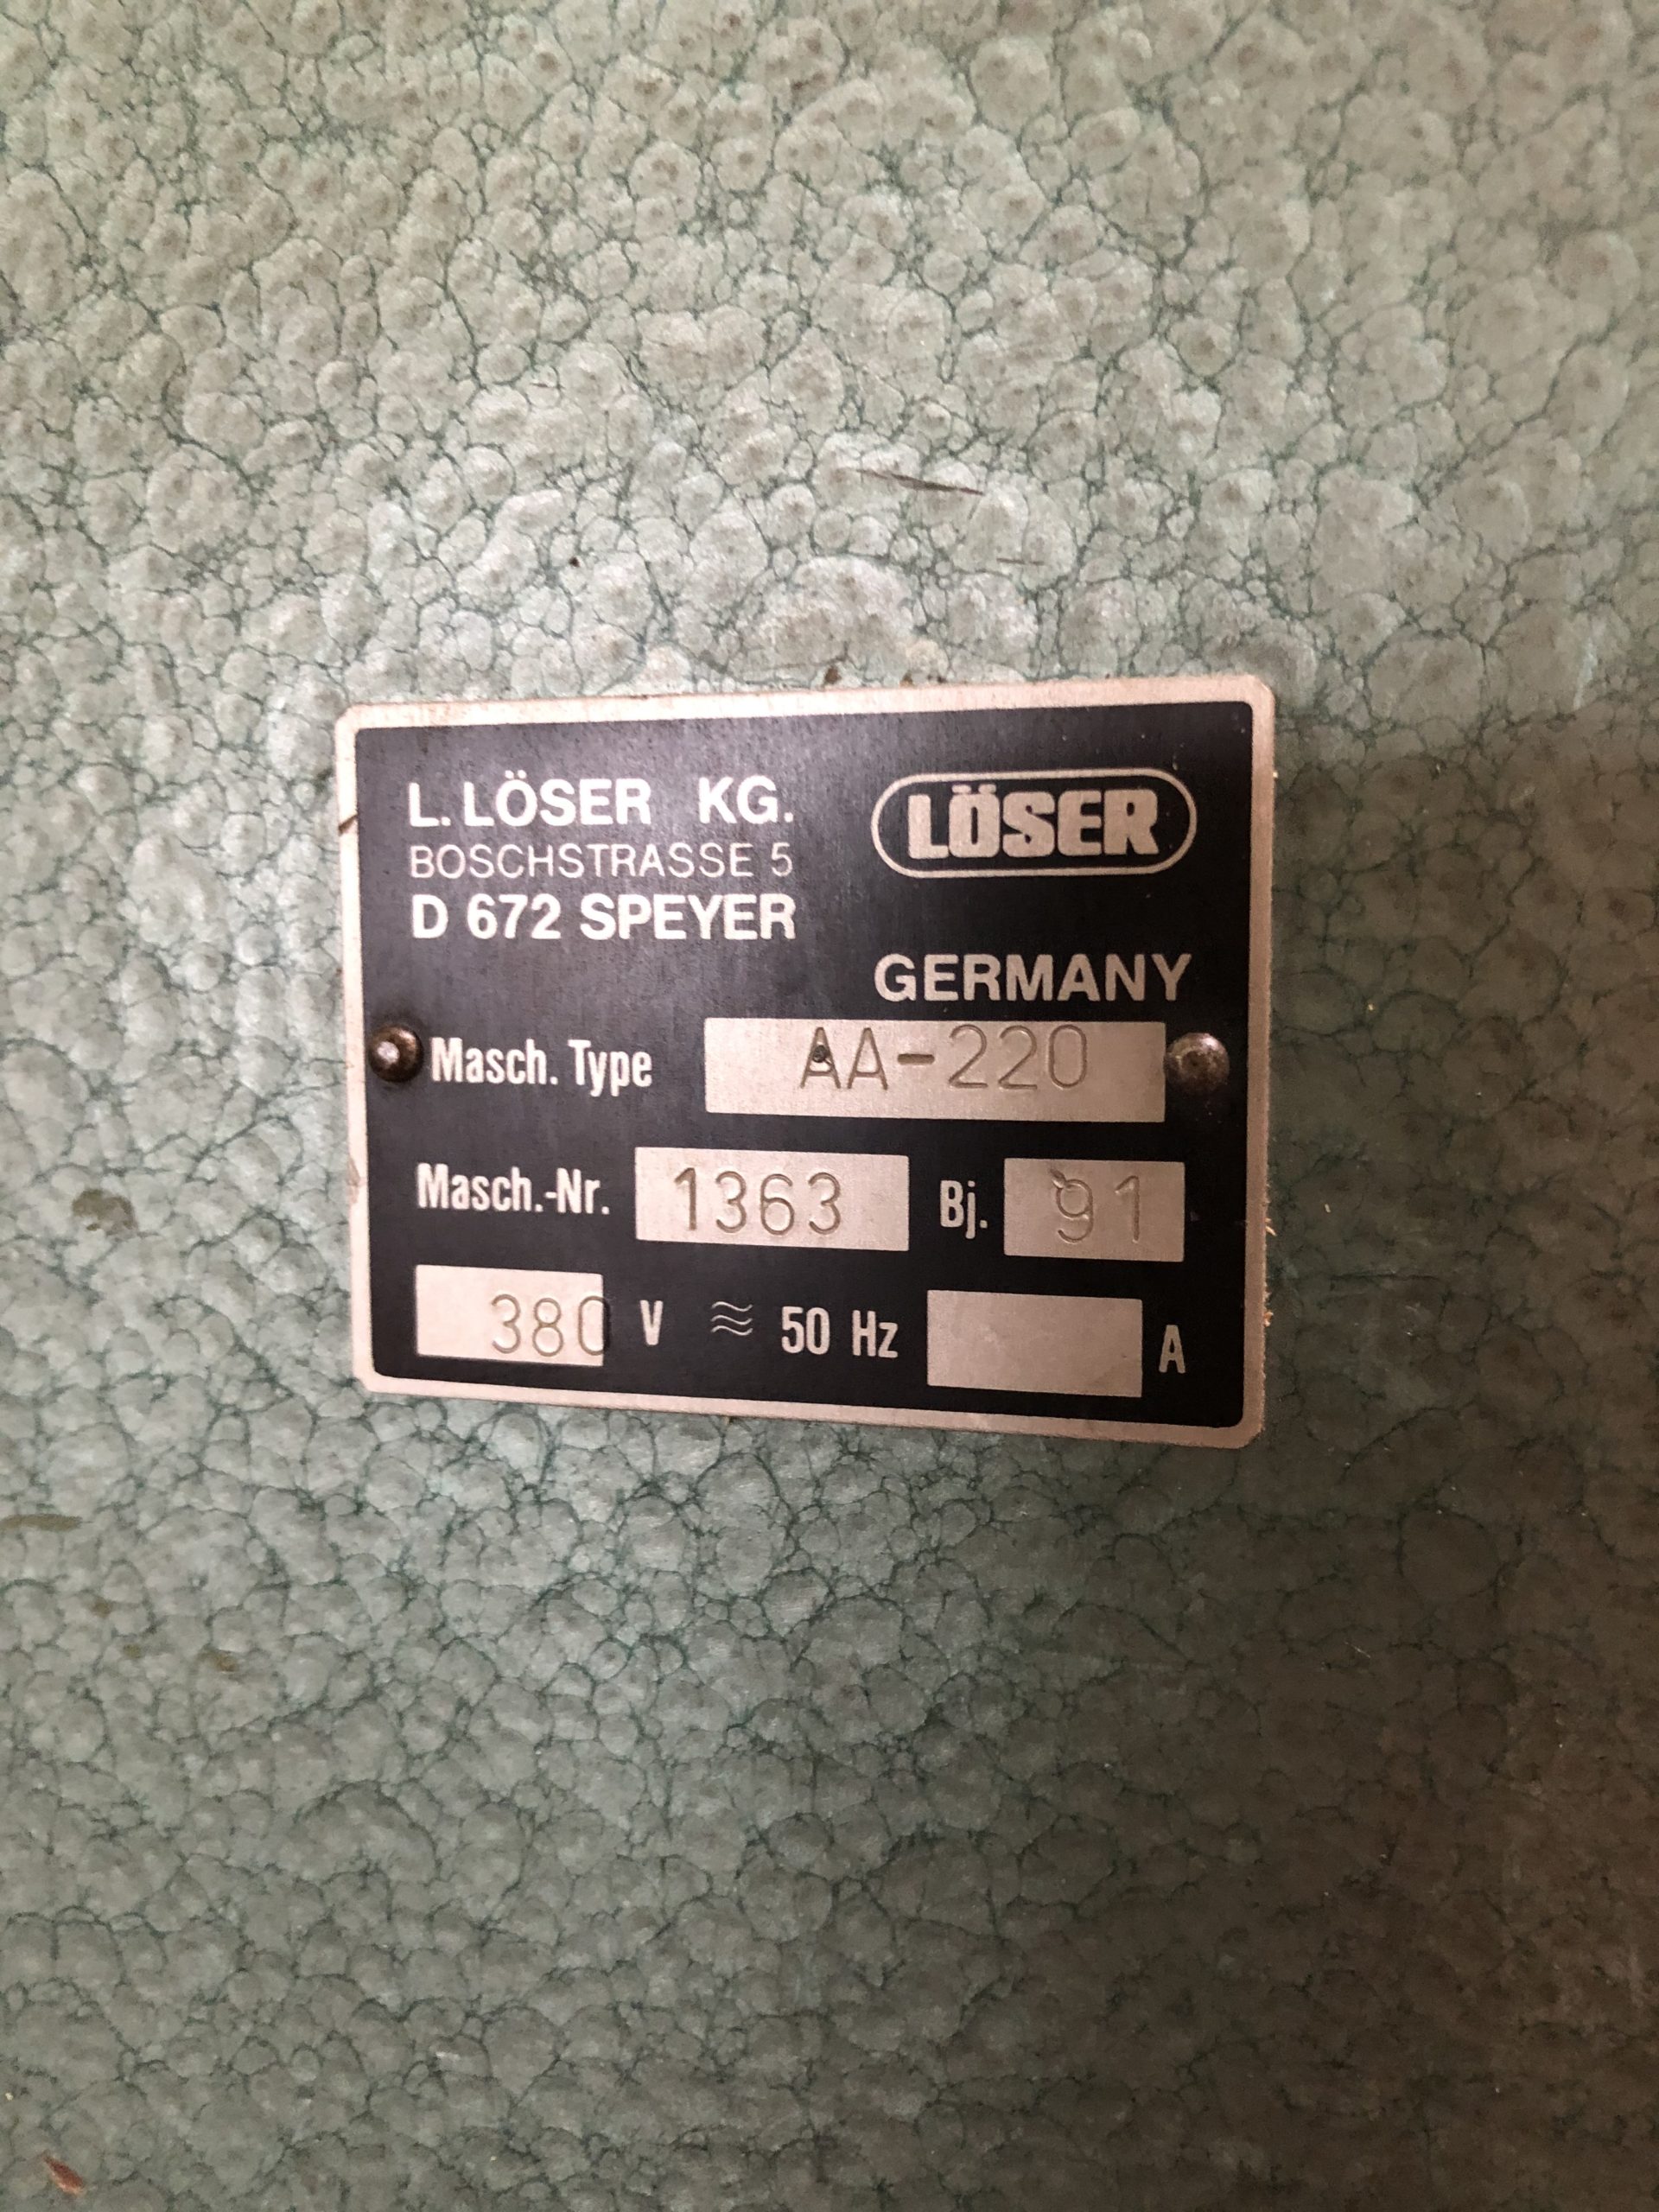 L. LÖSER KG.
BOSCHSTRASSE 5
D 672 SPEYER
LÖSER
GERMANY
Masch. Type AA-220
Masch.-Nr. 1363 Bj. 91
380 V ≈ 50 Hz A